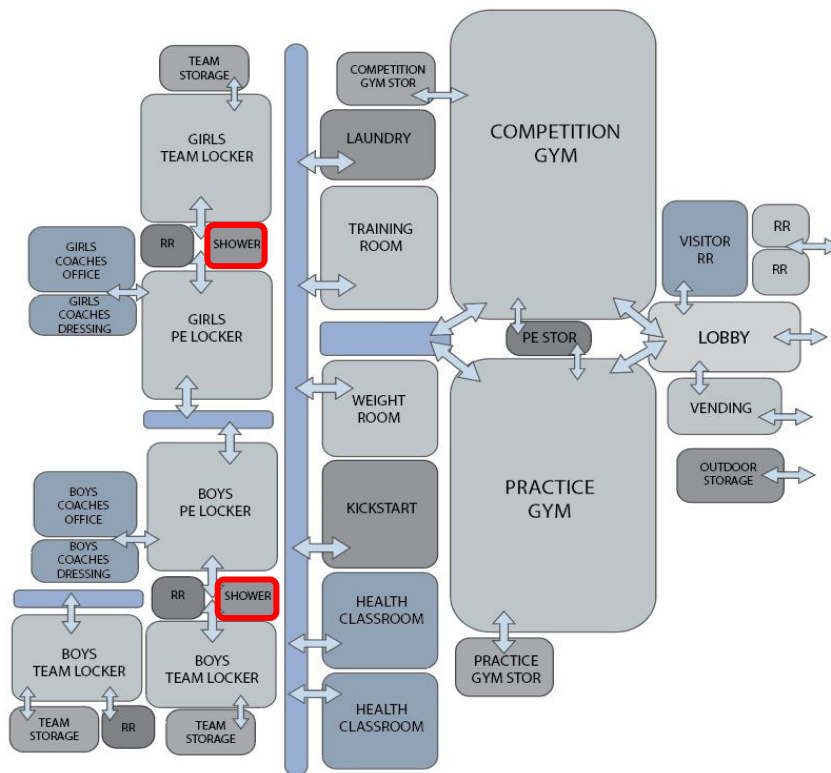 TEAM
STORAGE
GIRLS
TEAM LOCKER
RR
SHOWER
GIRLS
COACHES
OFFICE
GIRLS
COACHES
DRESSING
GIRLS
PE LOCKER
BOYS
PE LOCKER
BOYS
COACHES
OFFICE
BOYS
COACHES
DRESSING
RR
SHOWER
BOYS
TEAM LOCKER
BOYS
TEAM LOCKER
TEAM
STORAGE
RR
TEAM
STORAGE
COMPETITION
GYM STOR
LAUNDRY
TRAINING
ROOM
WEIGHT
ROOM
KICKSTART
HEALTH
CLASSROOM
HEALTH
CLASSROOM
COMPETITION
GYM
PE STOR
PRACTICE
GYM
PRACTICE
GYM STOR
VISITOR
RR
RR
RR
LOBBY
VENDING
OUTDOOR
STORAGE